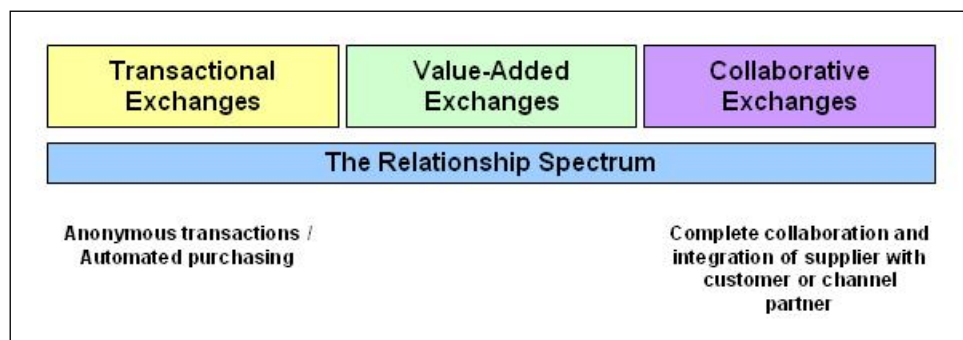 Transactional
Exchanges
Value-Added
Exchanges
Collaborative
Exchanges
The Relationship Spectrum
Anonymous transactions /
Automated purchasing
Complete collaboration and
integration of supplier with
customer or channel
partner